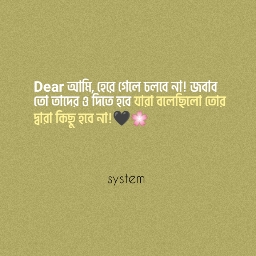 Dear আমি, হেরে গেলে চলবে না! জবাব
তো তাদের ও দিতে হবে যারা বলেছিলো তোর
দ্বারা কিছু হবে না!🖤🌸
system